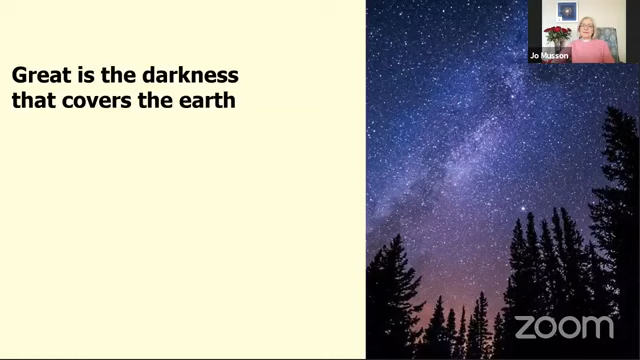 Great is the darkness
that covers the earth
Jo Musson
zoom